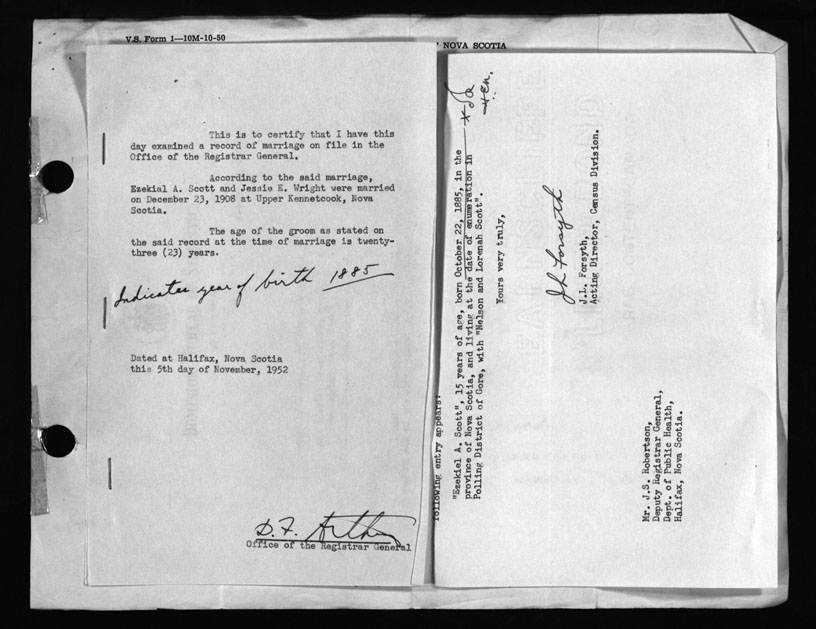 V.S. Form 1—10M-10-50
This is to certify that I have this
day examined a record of marriage on file in the
Office of the Registrar General.
According to the said marriage,
Ezekial A. Scott and Jessie E. Wright were married
on December 23, 1908 at Upper Kennetcook, Nova
Scotia.
The age of the groom as stated on
the said record at the time of marriage is twenty-
three (23) years.
Indicates year of birth 1885
Dated at Halifax, Nova Scotia
this 5th day of November, 1952
D.F.
Office of the Registrar General
NOVA SCOTIA
following entry appears:
"Ezekiel A. Scott", 15 years of age, born October 22, 1885, in the
province of Nova Scotia, and living at the date of enumeration in
Polling District of Gore, with "Nelson and Lorenah Scott".
Yours very truly,
J L Forsyth
J.L. Forsyth,
Acting Director, Census Division.
Mr. J.S. Robertson,
Deputy Registrar General,
Dept. of Public Health,
Halifax, Nova Scotia.